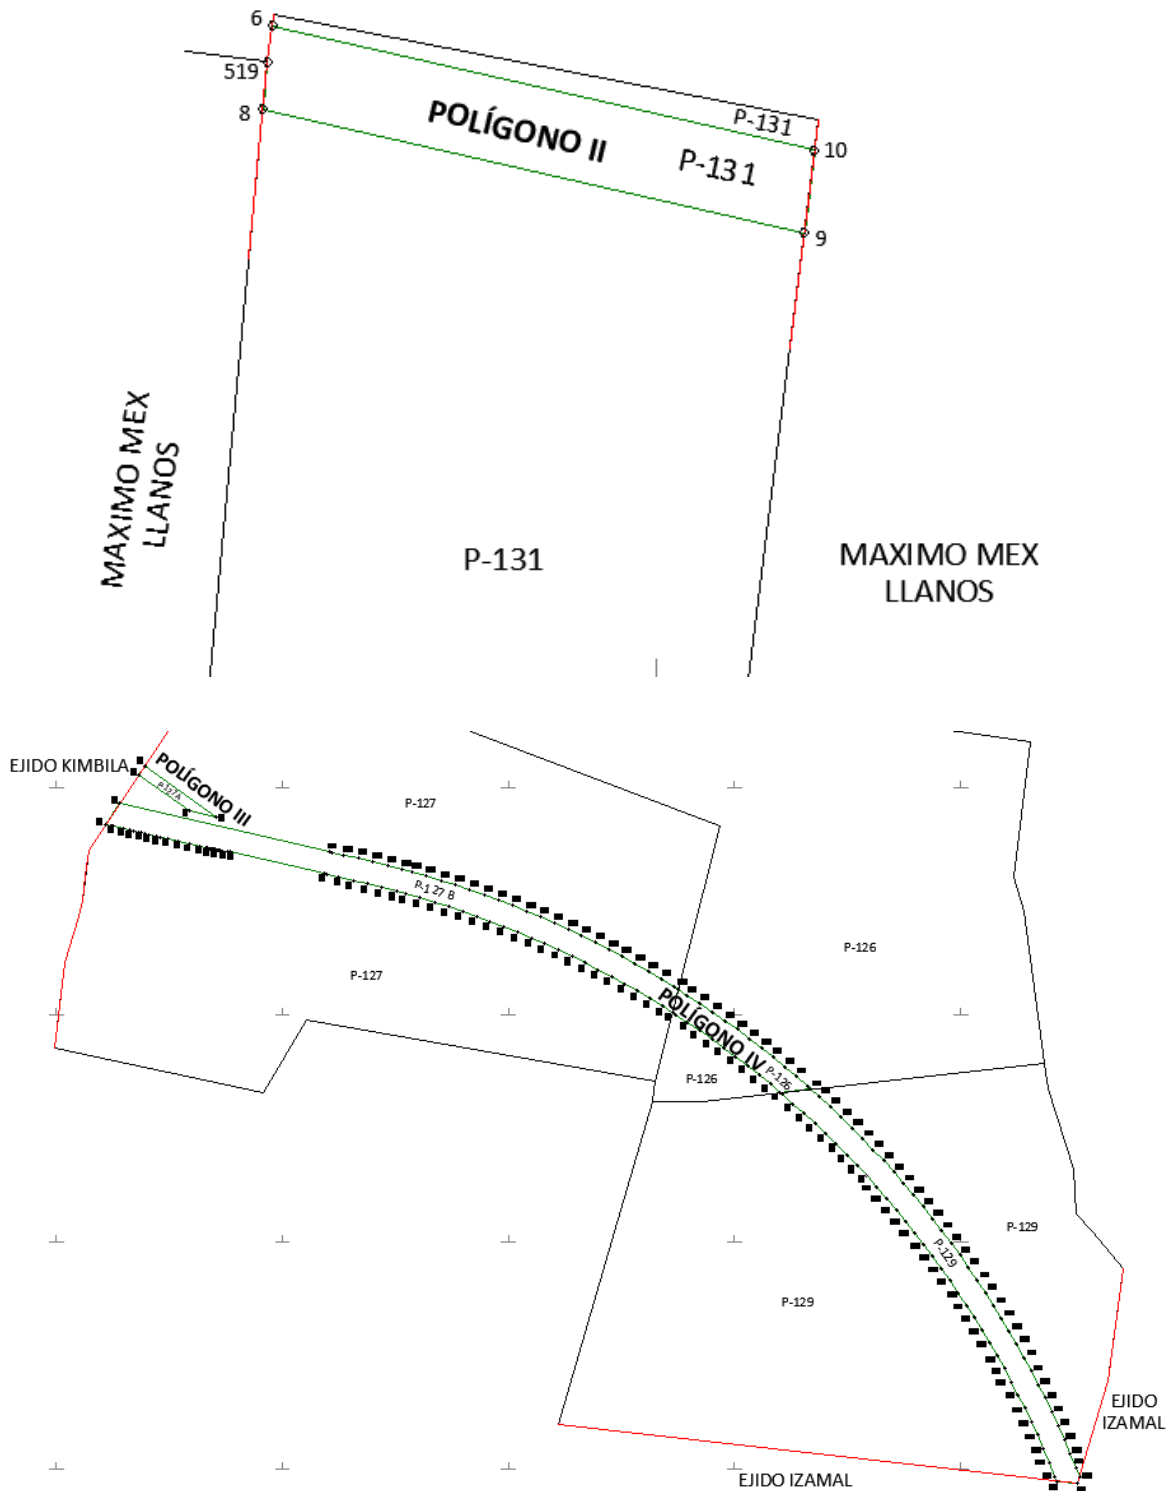 6
519
8
POLÍGONO II
P-131
P-131
10
9
MAXIMO MEX
LLANOS
P-131
MAXIMO MEX
LLANOS
EJIDO KIMBILA
POLÍGONO III
P-127A
P-127
P-127 B
P-127
P-126
POLÍGONO IV
P-126
P-126
P-129
P-129
P-129
EJIDO
IZAMAL
EJIDO IZAMAL